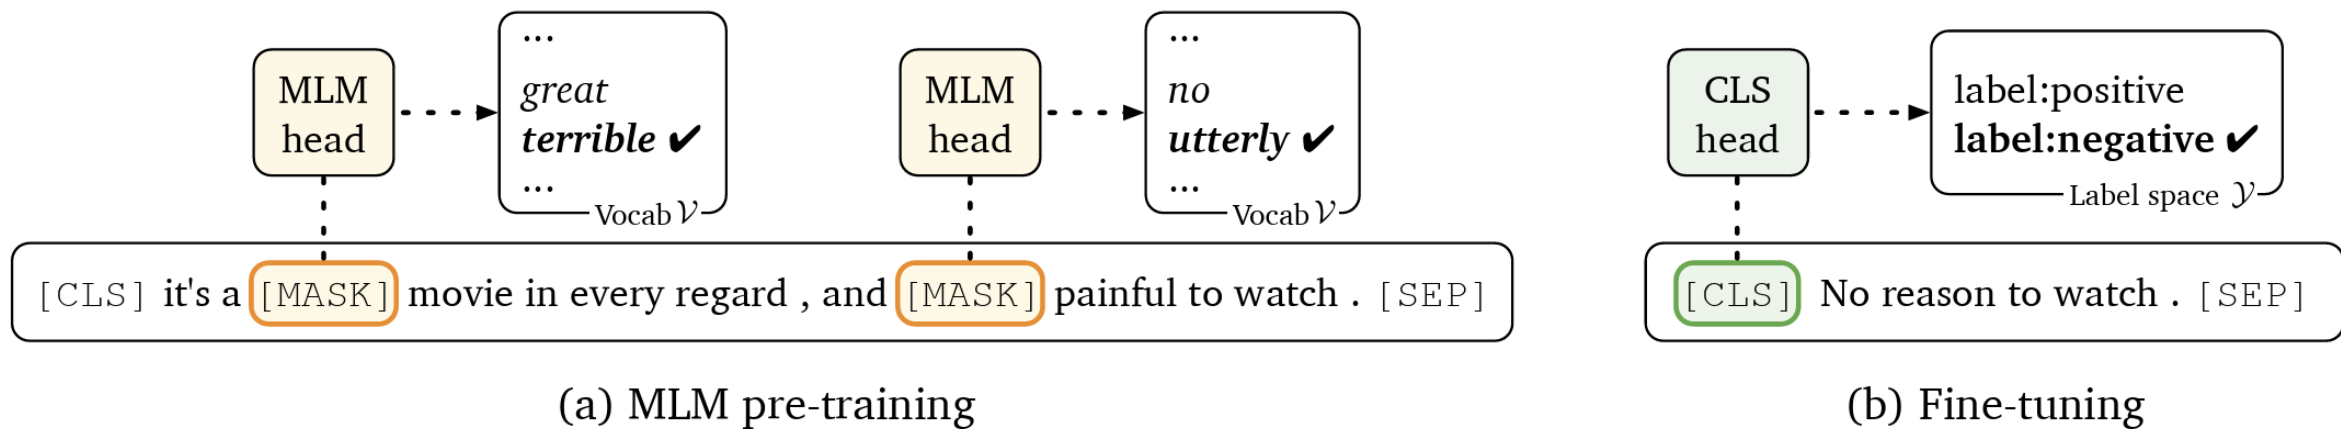 MLM
head
...
great
terrible ✔
...
Vocab 𝒱
MLM
head
...
no
utterly ✔
...
Vocab 𝒱
[CLS] it's a [MASK] movie in every regard , and [MASK] painful to watch . [SEP]
(a) MLM pre-training
CLS
head
label:positive
label:negative ✔
Label space 𝒴
[CLS] No reason to watch . [SEP]
(b) Fine-tuning